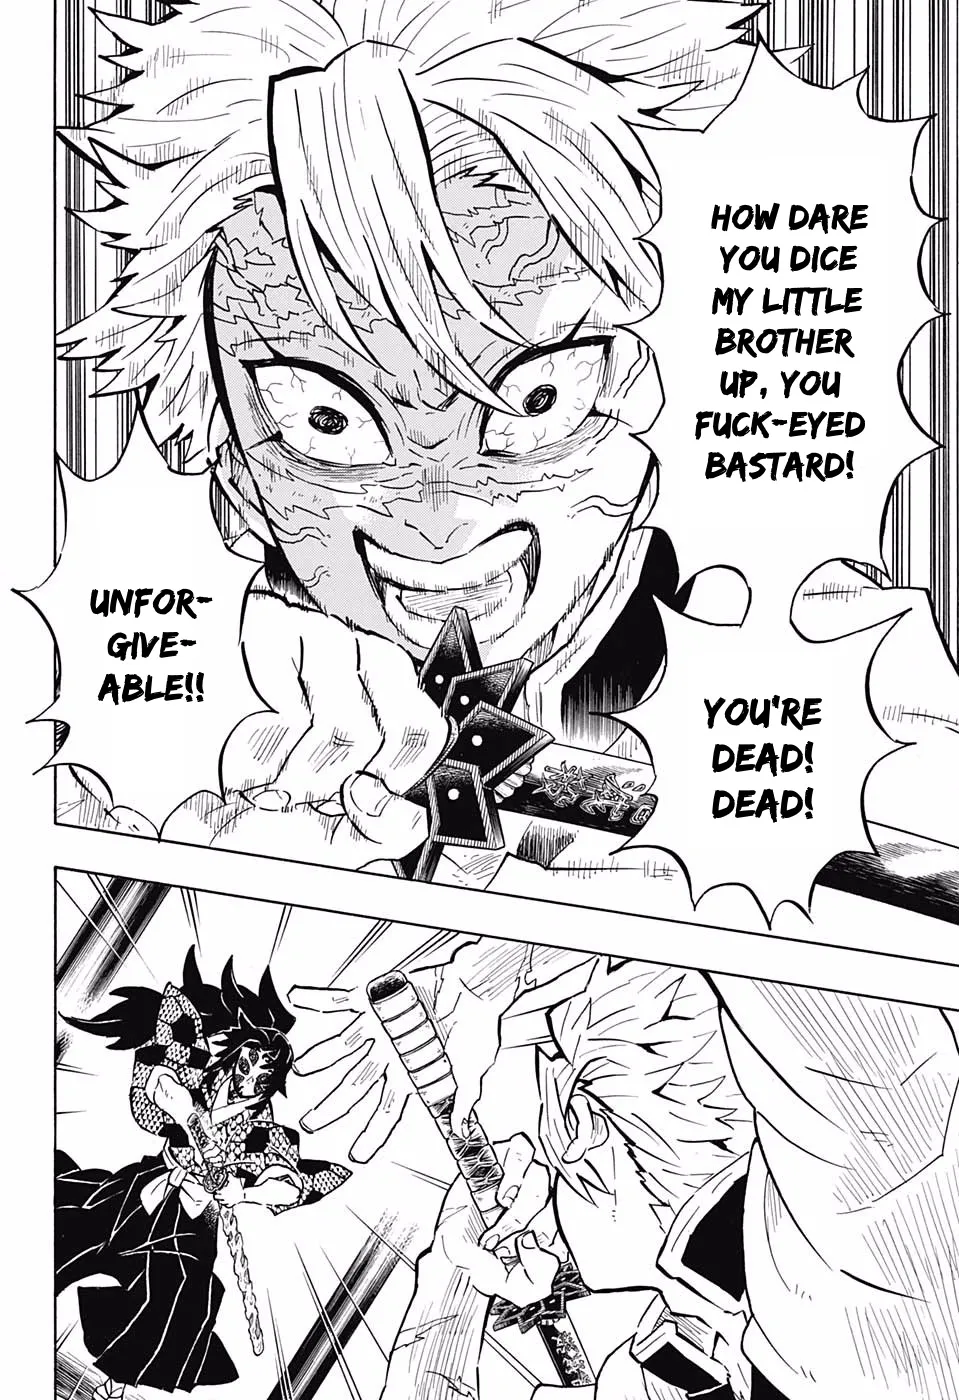 HOW DARE
YOU DICE
MY LITTLE
BROTHER
UP, YOU
FUCK-EYED
BASTARD!
YOU'RE
DEAD!
DEAD!
UNFOR-
GIVE-
ABLE!!